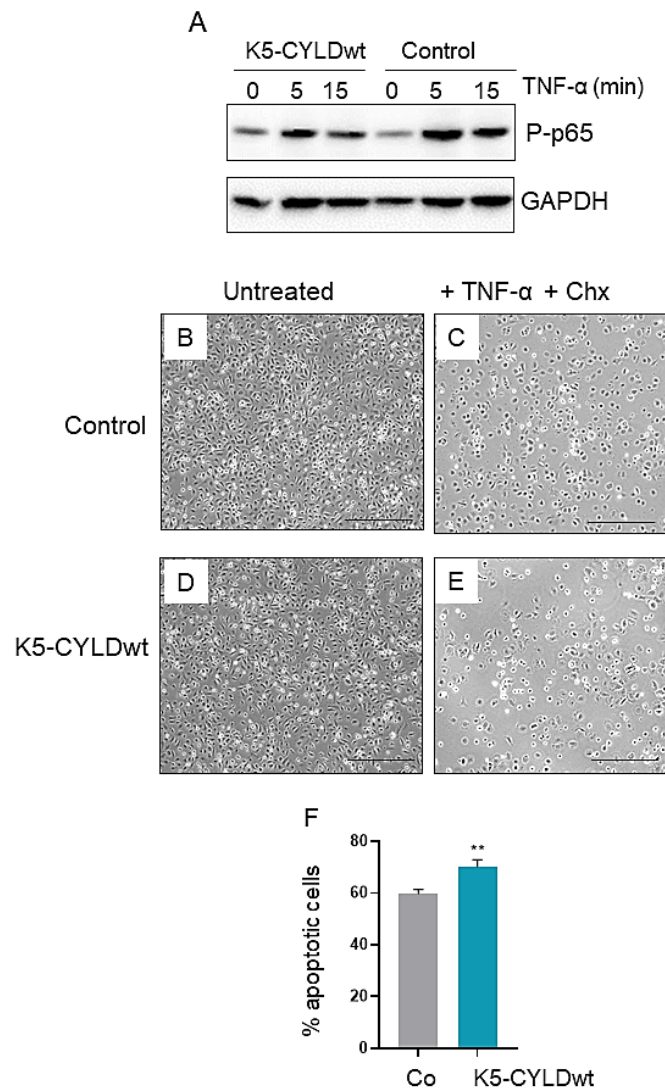 A
K5-CYLDwt Control
0 5 15 0 5 15 TNF-α (min)
P-p65
GAPDH
Untreated + TNF-α + Chx
B C
Control
D E
K5-CYLDwt
F
80
**
60
40
20
0
% apoptotic cells
Co K5-CYLDwt